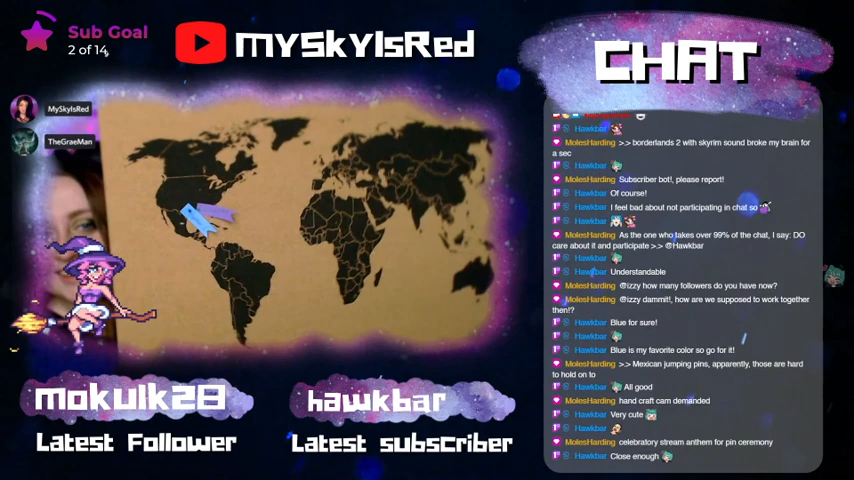 Sub Goal
2 of 14
MYSkyIsRed
CHAT
MySkyIsRed
TheGraeMan
Hawkbar
MolesHarding >> borderlands 2 with skyrim sound broke my brain for
a sec
Hawkbar
MolesHarding Subscriber bot!, please report!
Hawkbar Of course!
Hawkbar I feel bad about not participating in chat so
Hawkbar
MolesHarding As the one who takes over 99% of the chat, I say: DO
care about it and participate >> @Hawkbar
Hawkbar
Hawkbar Understandable
MolesHarding @izzy how many followers do you have now?
MolesHarding @izzy dammit!, how are we supposed to work together
then!?
Hawkbar Blue for sure!
Hawkbar
Hawkbar Blue is my favorite color so go for it!
MolesHarding >> Mexican jumping pins, apparently, those are hard
to hold on to
Hawkbar All good
MolesHarding hand craft cam demanded
Hawkbar Very cute
Hawkbar
MolesHarding celebratory stream anthem for pin ceremony
Hawkbar Close enough
mokulk28
Latest Follower
hawkbar
Latest subscriber